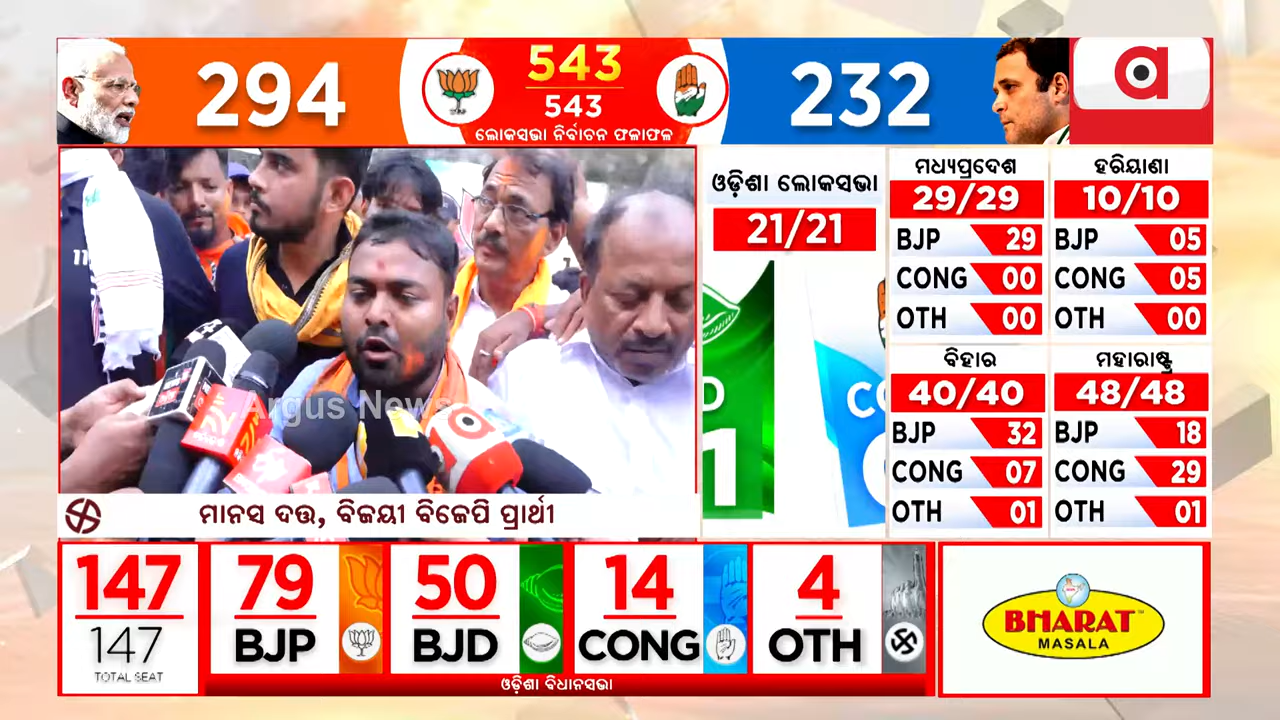 294
543
543
ଲୋକସଭା ନିର୍ବାଚନ ଫଳାଫଳ
232
a
Argus News
ମାନସ ଦତ୍ତ, ବିଜୟୀ ବିଜେପି ପ୍ରାର୍ଥୀ
ଓଡ଼ିଶା ଲୋକସଭା
21/21
D
1
ମଧ୍ୟପ୍ରଦେଶ
29/29
BJP 29
CONG 00
OTH 00
ହରିୟାଣା
10/10
BJP 05
CONG 05
OTH 00
ବିହାର
40/40
BJP 32
CONG 07
OTH 01
ମହାରାଷ୍ଟ୍ର
48/48
BJP 18
CONG 29
OTH 01
147
147
TOTAL SEAT
79
BJP
50
BJD
14
CONG
4
OTH
ଓଡ଼ିଶା ବିଧାନସଭା
BHARAT
MASALA